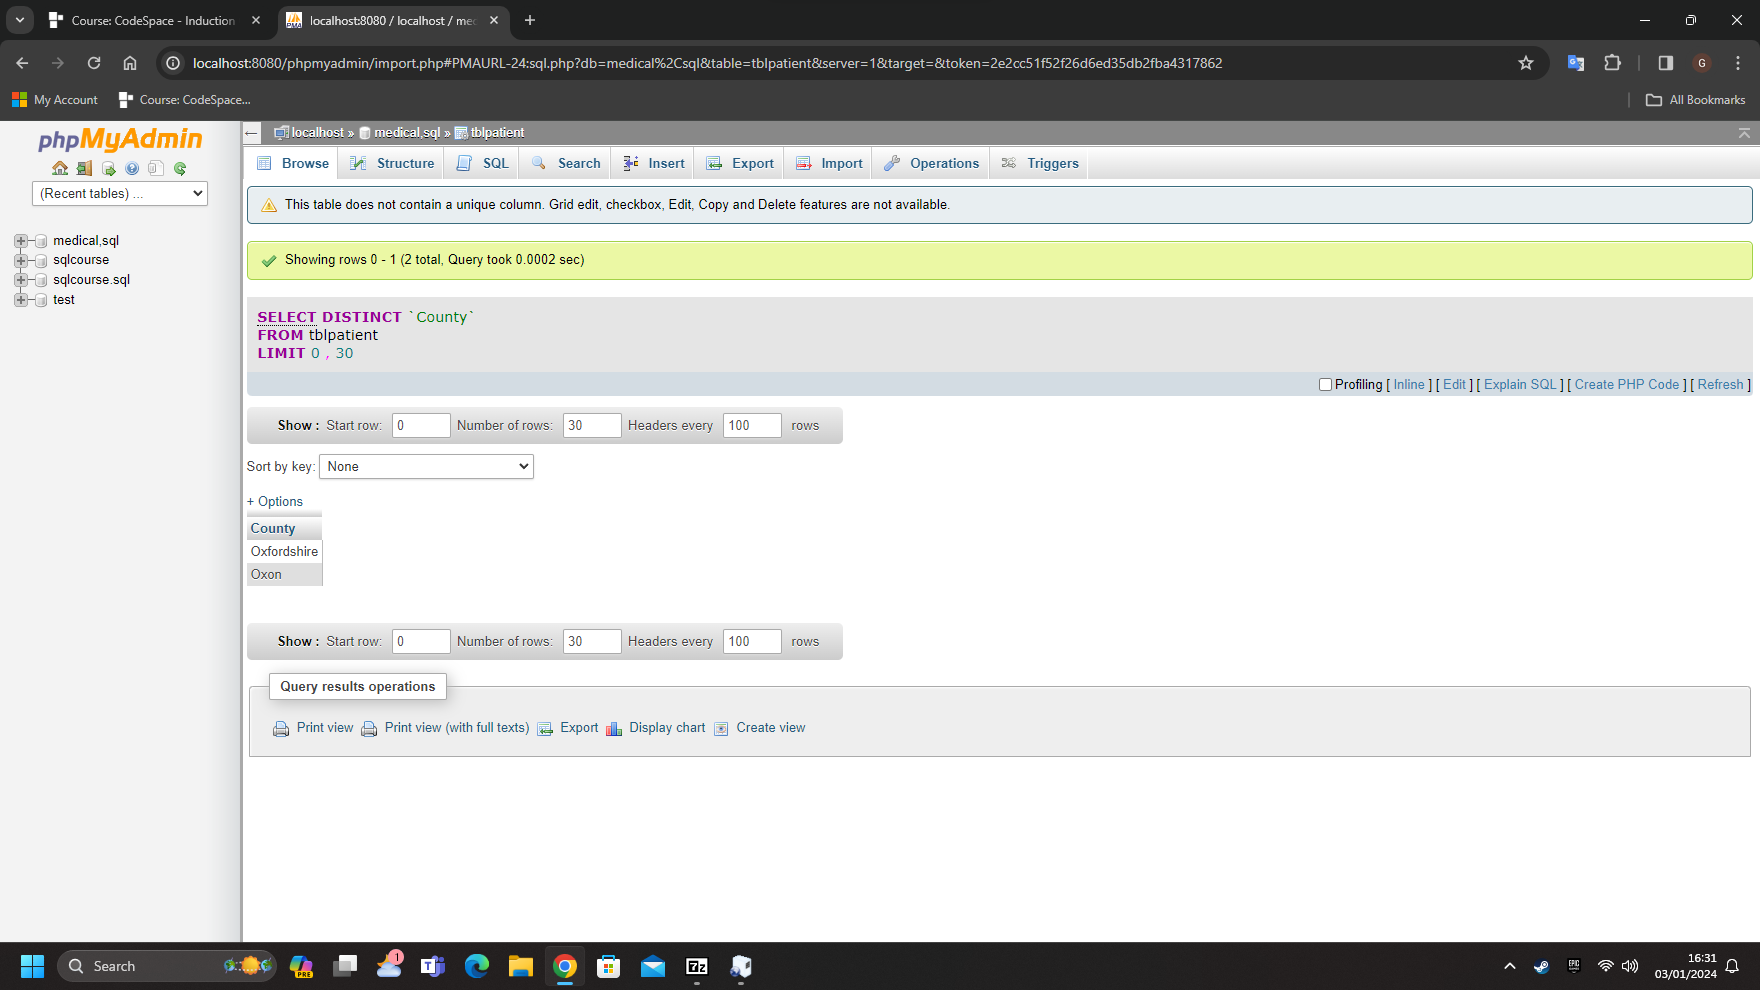 Course: CodeSpace - Induction
localhost:8080 / localhost / med
localhost:8080/phpmyadmin/import.php#PMAURL-24:sql.php?db=medical%2Csql&table=tblpatient&server=1&target=&token=2e2cc51f52f26d6ed35db2fba4317862
G
My Account
Course: CodeSpace...
All Bookmarks
phpMyAdmin
(Recent tables) ...
medical,sql
sqlcourse
sqlcourse.sql
test
localhost » medical,sql » tblpatient
Browse Structure SQL Search Insert Export Import Operations Triggers
This table does not contain a unique column. Grid edit, checkbox, Edit, Copy and Delete features are not available.
Showing rows 0 - 1 (2 total, Query took 0.0002 sec)
SELECT DISTINCT `County`
FROM tblpatient
LIMIT 0 , 30
Profiling [ Inline ] [ Edit ] [ Explain SQL ] [ Create PHP Code ] [ Refresh ]
Show : Start row: 0 Number of rows: 30 Headers every 100 rows
Sort by key: None
+ Options
County
Oxfordshire
Oxon
Show : Start row: 0 Number of rows: 30 Headers every 100 rows
Query results operations
Print view Print view (with full texts) Export Display chart Create view
Search
PRE
1
7z
EPIC
16:31
03/01/2024